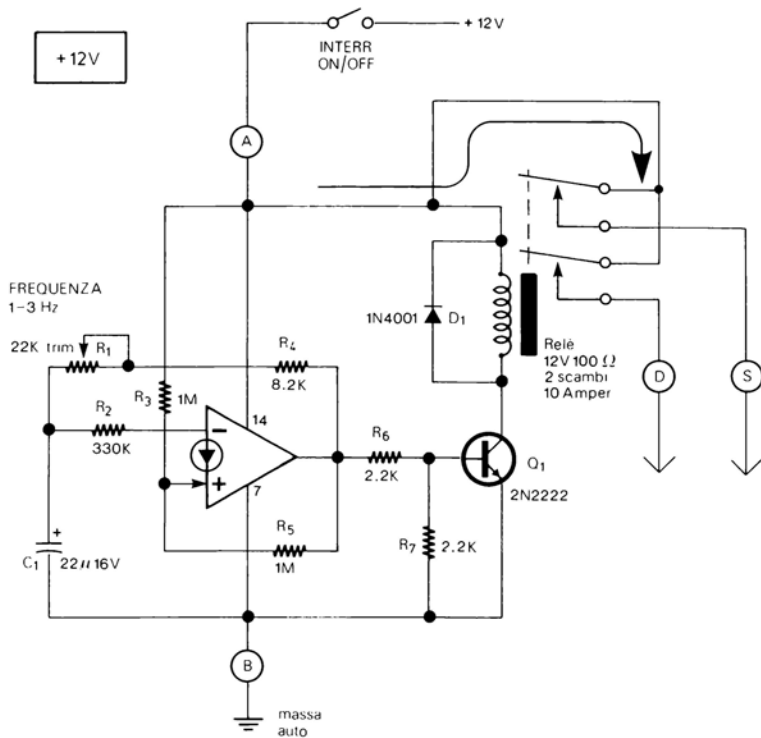 +12V
INTERR
ON/OFF
+12V
A
FREQUENZA
1-3 Hz
22K trim
R1
R4
8.2K
1N4001
D1
Relè
12V 100 Ω
2 scambi
10 Amper
D
S
R3
1M
R2
330K
14
−
+
7
R6
2.2K
Q1
2N2222
R5
1M
R7
2.2K
+
C1
22µ16V
B
massa
auto